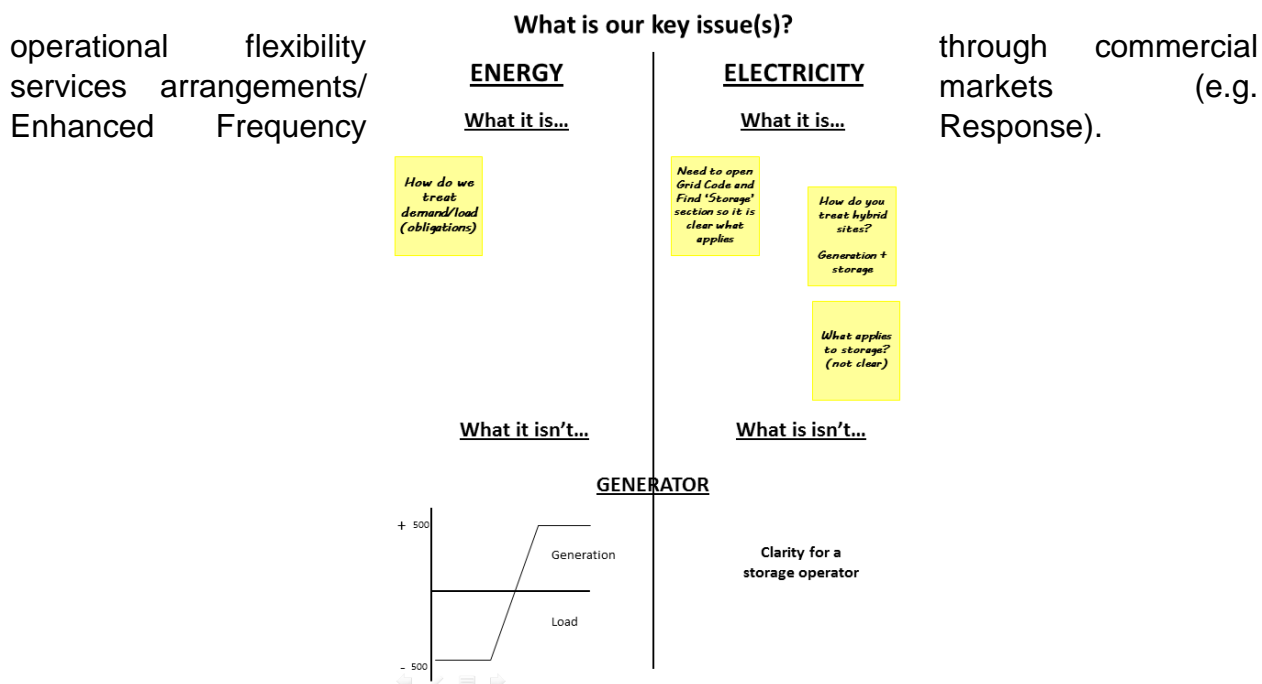 What is our key issue(s)?
operational flexibility through commercial
services arrangements/ markets (e.g.
Enhanced Frequency Response).
ENERGY
What it is...
How do we
treat
demand/load
(obligations)
What it isn't...
ELECTRICITY
What it is...
Need to open
Grid Code and
Find 'Storage'
section so it is
clear what
applies
How do you
treat hybrid
sites?
Generation +
storage
What applies
to storage?
(not clear)
What is isn't...
GENERATOR
+ 500
Generation
Load
- 500
Clarity for a
storage operator